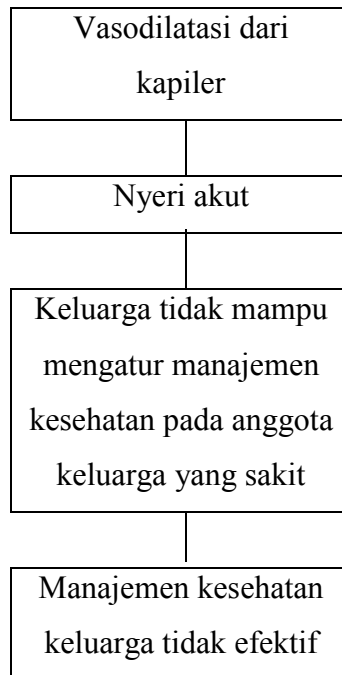 Vasodilatasi dari
kapiler
Nyeri akut
Keluarga tidak mampu
mengatur manajemen
kesehatan pada anggota
keluarga yang sakit
Manajemen kesehatan
keluarga tidak efektif